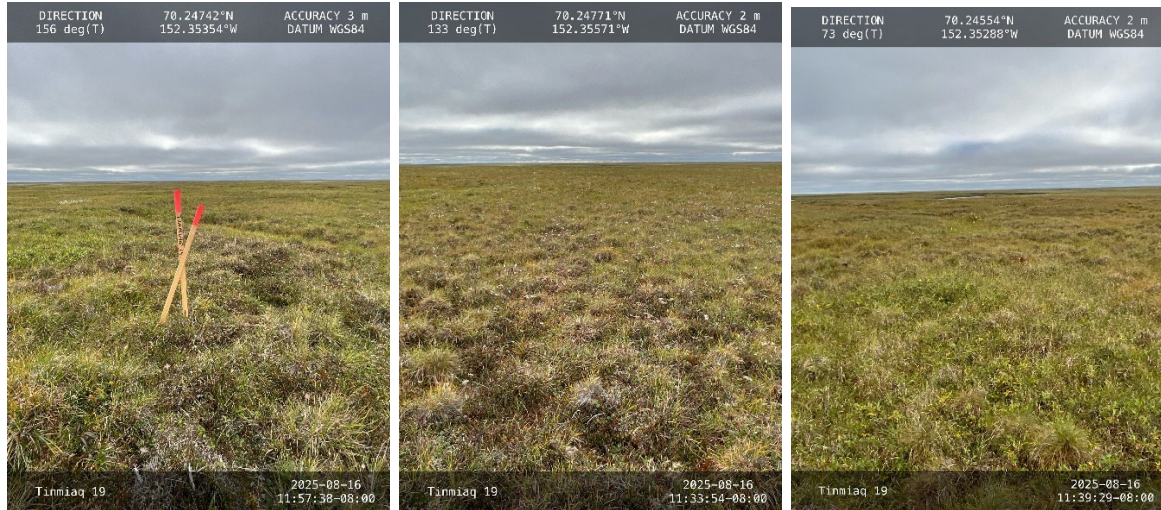 DIRECTION
156 deg(T)
70.24742°N
152.35354°W
ACCURACY 3 m
DATUM WGS84
Tinmiaq 19
2025-08-16
11:57:38-08:00
DIRECTION
133 deg(T)
70.24771°N
152.35571°W
ACCURACY 2 m
DATUM WGS84
Tinmiaq 19
2025-08-16
11:33:54-08:00
DIRECTION
73 deg(T)
70.24554°N
152.35288°W
ACCURACY 2 m
DATUM WGS84
Tinmiaq 19
2025-08-16
11:39:29-08:00